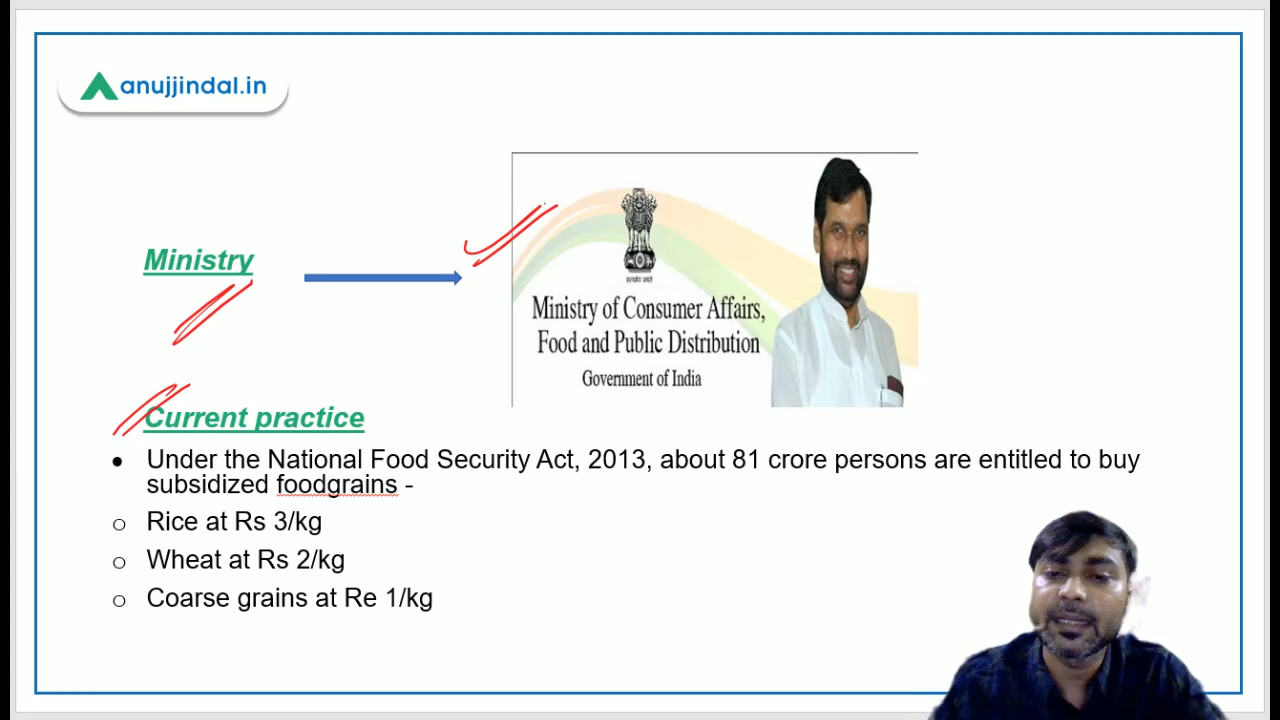 anujjindal.in
Ministry
Ministry of Consumer Affairs,
Food and Public Distribution
Government of India
Current practice
• Under the National Food Security Act, 2013, about 81 crore persons are entitled to buy
subsidized foodgrains -
o Rice at Rs 3/kg
o Wheat at Rs 2/kg
o Coarse grains at Re 1/kg